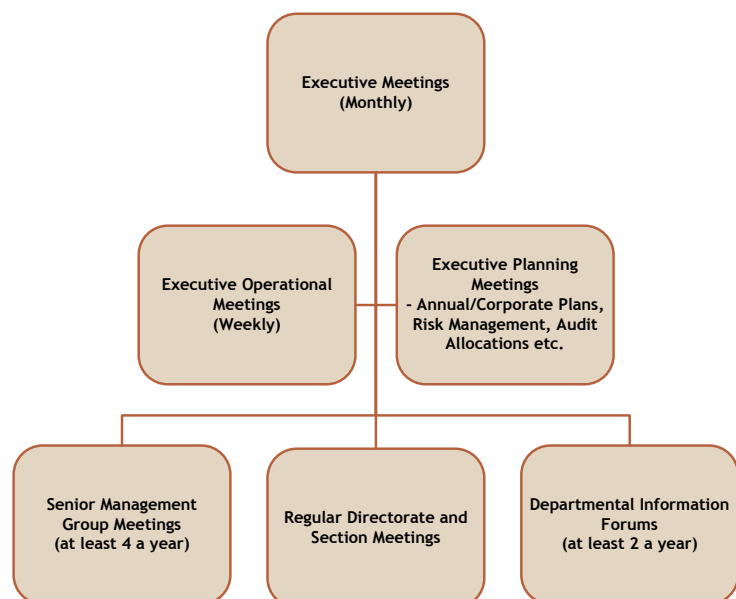 Executive Meetings
(Monthly)
Executive Operational
Meetings
(Weekly)
Executive Planning
Meetings
- Annual/Corporate Plans,
Risk Management, Audit
Allocations etc.
Senior Management
Group Meetings
(at least 4 a year)
Regular Directorate and
Section Meetings
Departmental Information
Forums
(at least 2 a year)